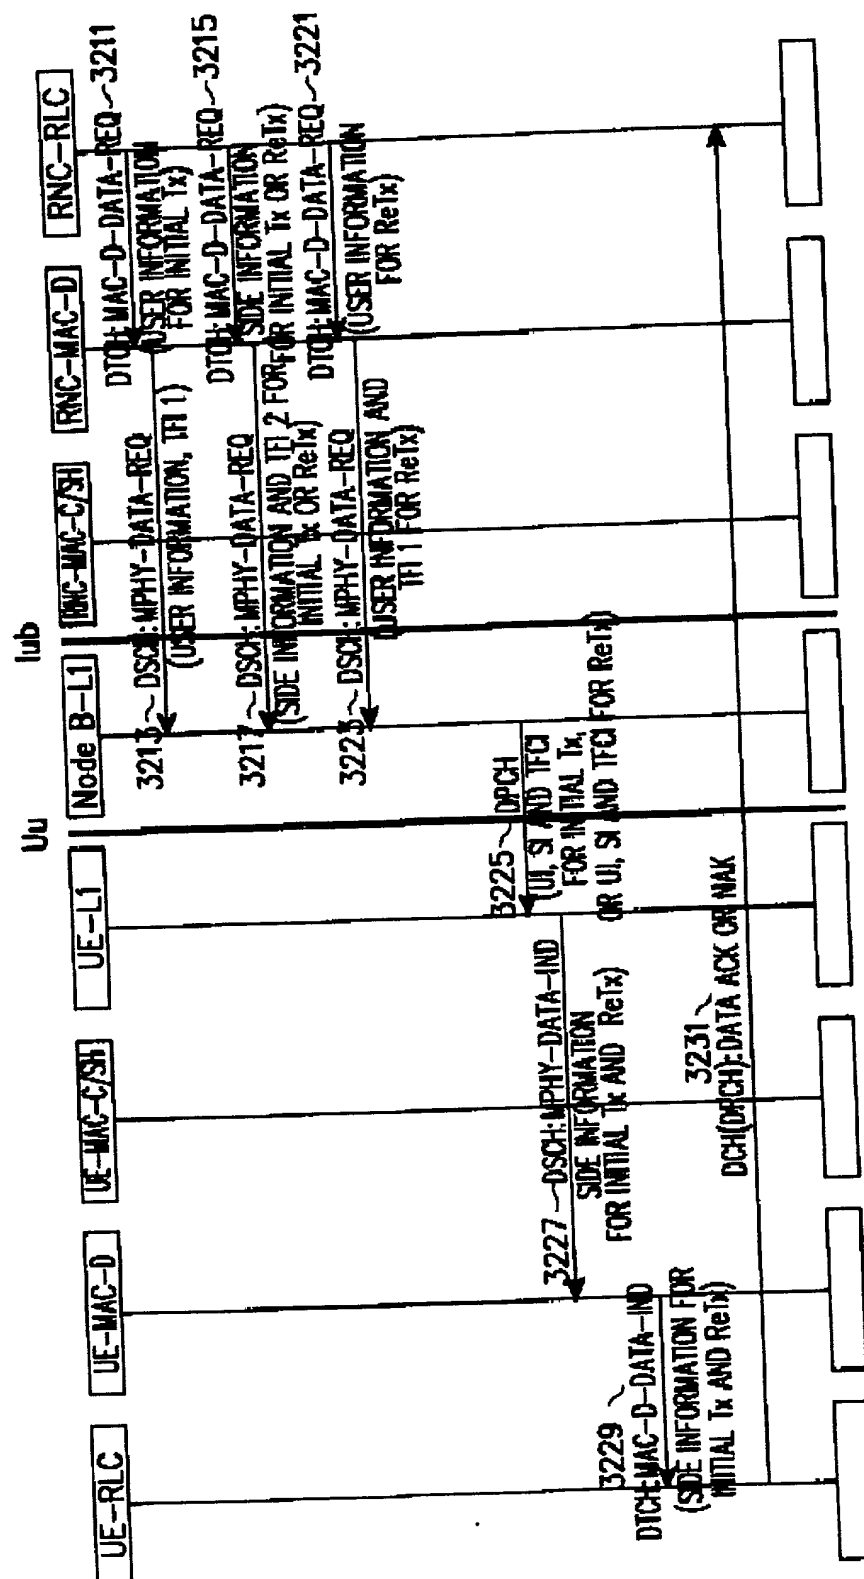 UE-RLC
UE-MAC-D
UE-MAC-C/SH
UE-L1
Uu
Node B-L1
Iub
RNC-MAC-C/SH
RNC-MAC-D
RNC-RLC
DTCH:MAC-D-DATA-REQ~3211
(USER INFORMATION
FOR INITIAL Tx)
3213~DSCH:MPHY-DATA-REQ
(USER INFORMATION, TFI 1)
DTCH:MAC-D-DATA-REQ~3215
SIDE INFORMATION
FOR INITIAL Tx OR ReTx)
3217~DSCH:MPHY-DATA-REQ
(SIDE INFORMATION AND TFI 2 FOR
INITIAL Tx OR ReTx)
DTCH:MAC-D-DATA-REQ~3221
(USER INFORMATION
FOR ReTx)
3223~DSCH:MPHY-DATA-REQ
(USER INFORMATION AND
TFI 1 FOR ReTx)
3225~DPCH
(UI, SI AND TFCI
FOR INITIAL Tx,
OR UI, SI AND TFCI FOR ReTx)
3227~DSCH:MPHY-DATA-IND
SIDE INFORMATION
FOR INITIAL Tx AND ReTx)
3229~
DTCH:MAC-D-DATA-IND
(SIDE INFORMATION FOR
INITIAL Tx AND ReTx)
3231~
DCH(DPCH):DATA ACK OR NAK